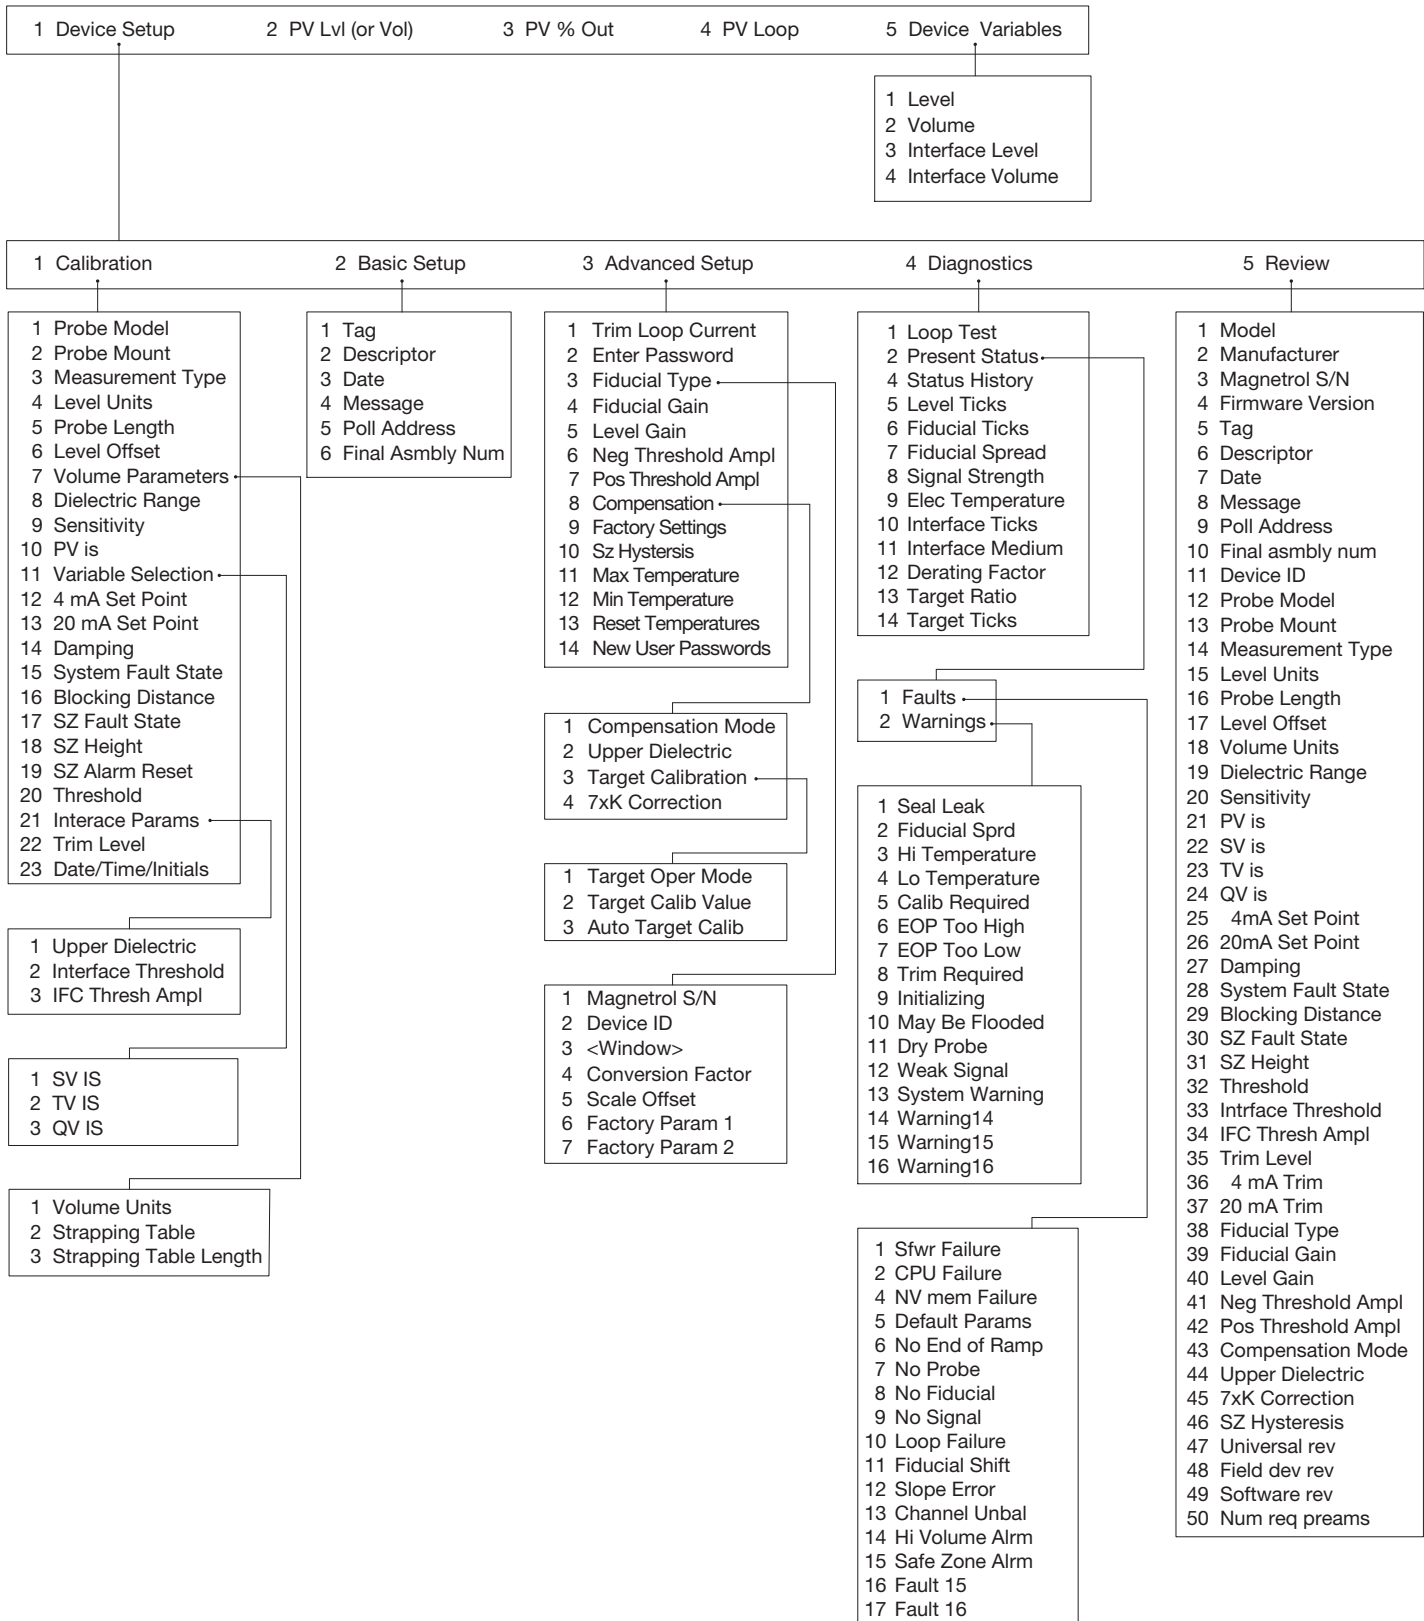 1 Device Setup 2 PV Lvl (or Vol) 3 PV % Out 4 PV Loop 5 Device Variables
1 Level
2 Volume
3 Interface Level
4 Interface Volume
1 Calibration 2 Basic Setup 3 Advanced Setup 4 Diagnostics 5 Review
1 Probe Model
2 Probe Mount
3 Measurement Type
4 Level Units
5 Probe Length
6 Level Offset
7 Volume Parameters
8 Dielectric Range
9 Sensitivity
10 PV is
11 Variable Selection
12 4 mA Set Point
13 20 mA Set Point
14 Damping
15 System Fault State
16 Blocking Distance
17 SZ Fault State
18 SZ Height
19 SZ Alarm Reset
20 Threshold
21 Interace Params
22 Trim Level
23 Date/Time/Initials
1 Upper Dielectric
2 Interface Threshold
3 IFC Thresh Ampl
1 SV IS
2 TV IS
3 QV IS
1 Volume Units
2 Strapping Table
3 Strapping Table Length
1 Tag
2 Descriptor
3 Date
4 Message
5 Poll Address
6 Final Asmbly Num
1 Trim Loop Current
2 Enter Password
3 Fiducial Type
4 Fiducial Gain
5 Level Gain
6 Neg Threshold Ampl
7 Pos Threshold Ampl
8 Compensation
9 Factory Settings
10 Sz Hystersis
11 Max Temperature
12 Min Temperature
13 Reset Temperatures
14 New User Passwords
1 Compensation Mode
2 Upper Dielectric
3 Target Calibration
4 7xK Correction
1 Target Oper Mode
2 Target Calib Value
3 Auto Target Calib
1 Magnetrol S/N
2 Device ID
3 <Window>
4 Conversion Factor
5 Scale Offset
6 Factory Param 1
7 Factory Param 2
1 Loop Test
2 Present Status
4 Status History
5 Level Ticks
6 Fiducial Ticks
7 Fiducial Spread
8 Signal Strength
9 Elec Temperature
10 Interface Ticks
11 Interface Medium
12 Derating Factor
13 Target Ratio
14 Target Ticks
1 Faults
2 Warnings
1 Seal Leak
2 Fiducial Sprd
3 Hi Temperature
4 Lo Temperature
5 Calib Required
6 EOP Too High
7 EOP Too Low
8 Trim Required
9 Initializing
10 May Be Flooded
11 Dry Probe
12 Weak Signal
13 System Warning
14 Warning14
15 Warning15
16 Warning16
1 Sfwr Failure
2 CPU Failure
4 NV mem Failure
5 Default Params
6 No End of Ramp
7 No Probe
8 No Fiducial
9 No Signal
10 Loop Failure
11 Fiducial Shift
12 Slope Error
13 Channel Unbal
14 Hi Volume Alrm
15 Safe Zone Alrm
16 Fault 15
17 Fault 16
1 Model
2 Manufacturer
3 Magnetrol S/N
4 Firmware Version
5 Tag
6 Descriptor
7 Date
8 Message
9 Poll Address
10 Final asmbly num
11 Device ID
12 Probe Model
13 Probe Mount
14 Measurement Type
15 Level Units
16 Probe Length
17 Level Offset
18 Volume Units
19 Dielectric Range
20 Sensitivity
21 PV is
22 SV is
23 TV is
24 QV is
25 4mA Set Point
26 20mA Set Point
27 Damping
28 System Fault State
29 Blocking Distance
30 SZ Fault State
31 SZ Height
32 Threshold
33 Intrface Threshold
34 IFC Thresh Ampl
35 Trim Level
36 4 mA Trim
37 20 mA Trim
38 Fiducial Type
39 Fiducial Gain
40 Level Gain
41 Neg Threshold Ampl
42 Pos Threshold Ampl
43 Compensation Mode
44 Upper Dielectric
45 7xK Correction
46 SZ Hysteresis
47 Universal rev
48 Field dev rev
49 Software rev
50 Num req preams